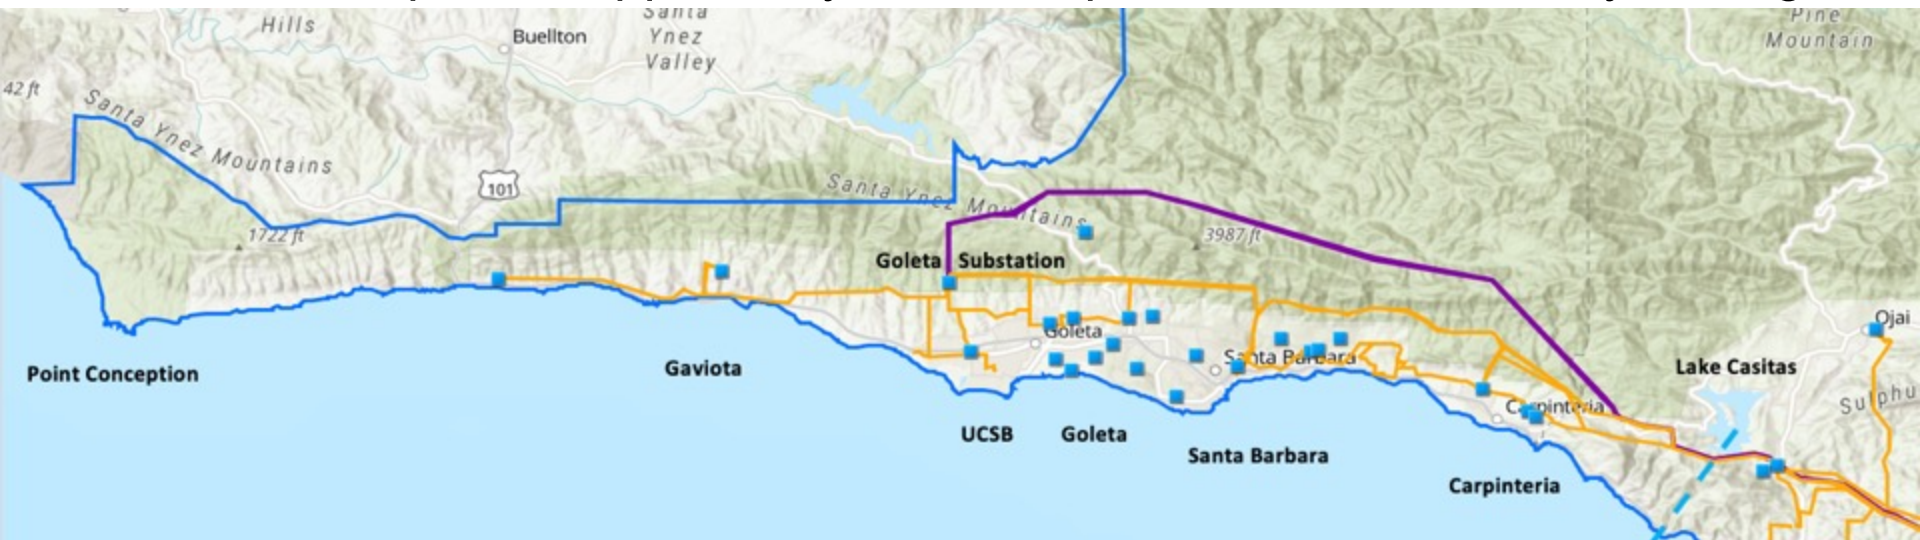 Hills
Buellton
Santa
Ynez
Valley
Pine
Mountain
42 ft
Santa Ynez Mountains
101
Santa Ynez Mountains
1722 ft
3987 ft
Goleta Substation
Goleta
Santa Barbara
Ojai
Point Conception
Gaviota
Lake Casitas
Sulphu
Carpinteria
UCSB
Goleta
Santa Barbara
Carpinteria